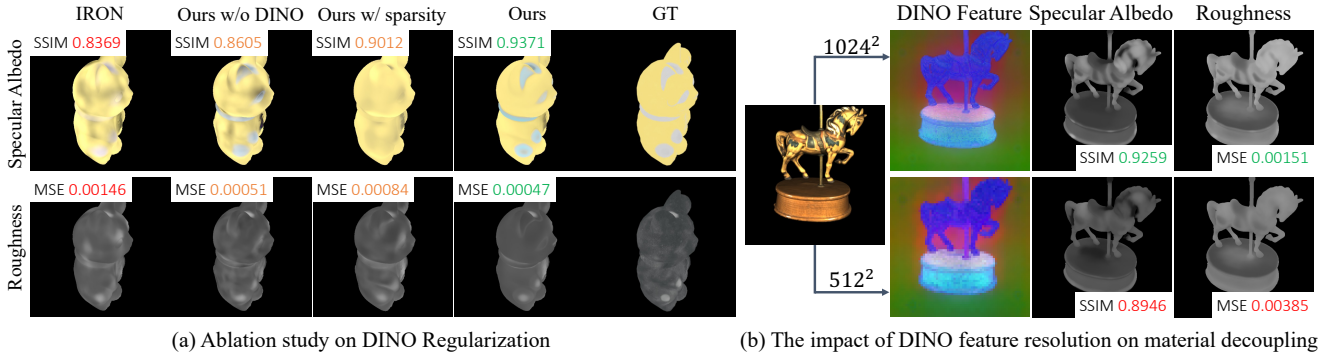 IRON Ours w/o DINO Ours w/ sparsity Ours GT
Specular Albedo
SSIM 0.8369 SSIM 0.8605 SSIM 0.9012 SSIM 0.9371
Roughness
MSE 0.00146 MSE 0.00051 MSE 0.00084 MSE 0.00047
(a) Ablation study on DINO Regularization
DINO Feature Specular Albedo Roughness
1024²
SSIM 0.9259 MSE 0.00151
512²
SSIM 0.8946 MSE 0.00385
(b) The impact of DINO feature resolution on material decoupling